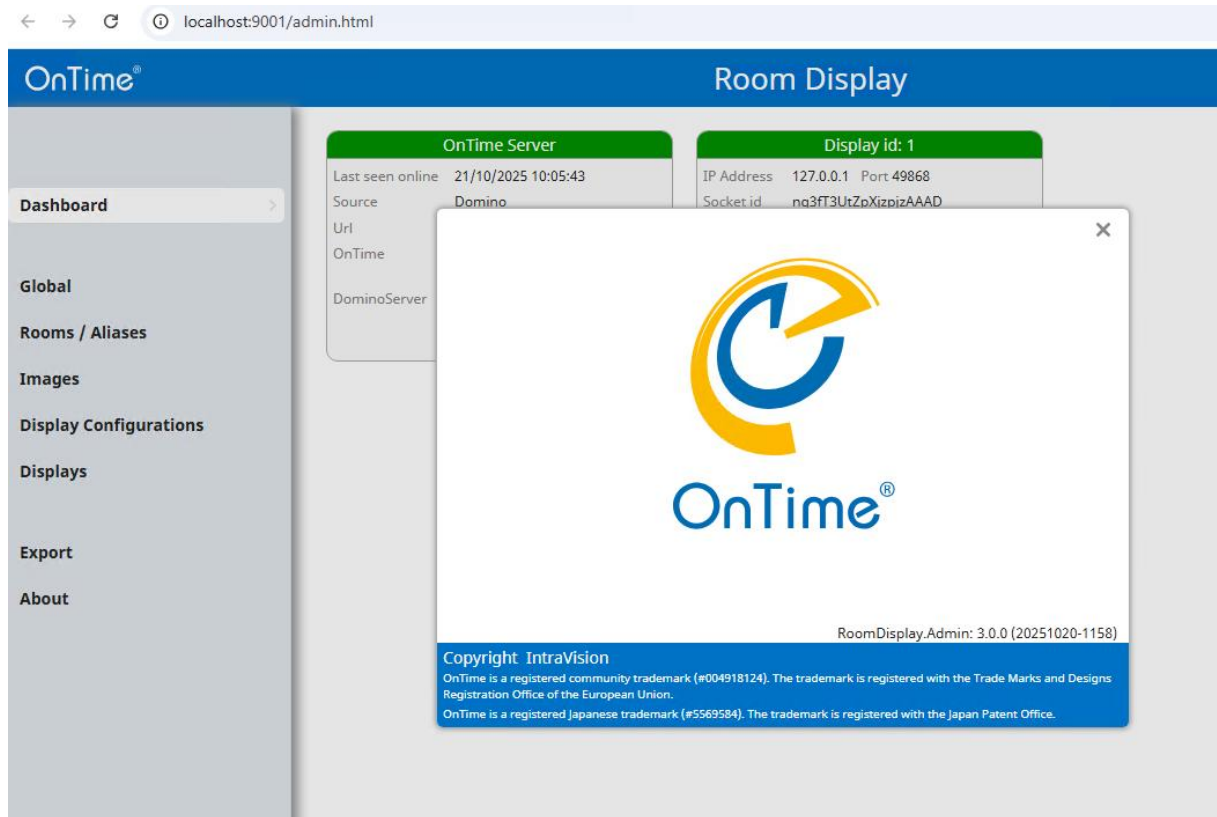 localhost:9001/admin.html
OnTime®
Room Display
Dashboard
Global
Rooms / Aliases
Images
Display Configurations
Displays
Export
About
OnTime Server
Last seen online 21/10/2025 10:05:43
Source Domino
Url
OnTime
DominoServer
Display id: 1
IP Address 127.0.0.1 Port 49868
Socket id
OnTime®
RoomDisplay.Admin: 3.0.0 (20251020-1158)
Copyright IntraVision
OnTime is a registered community trademark (#004918124). The trademark is registered with the Trade Marks and Designs
Registration Office of the European Union.
OnTime is a registered Japanese trademark (#5569584). The trademark is registered with the Japan Patent Office.